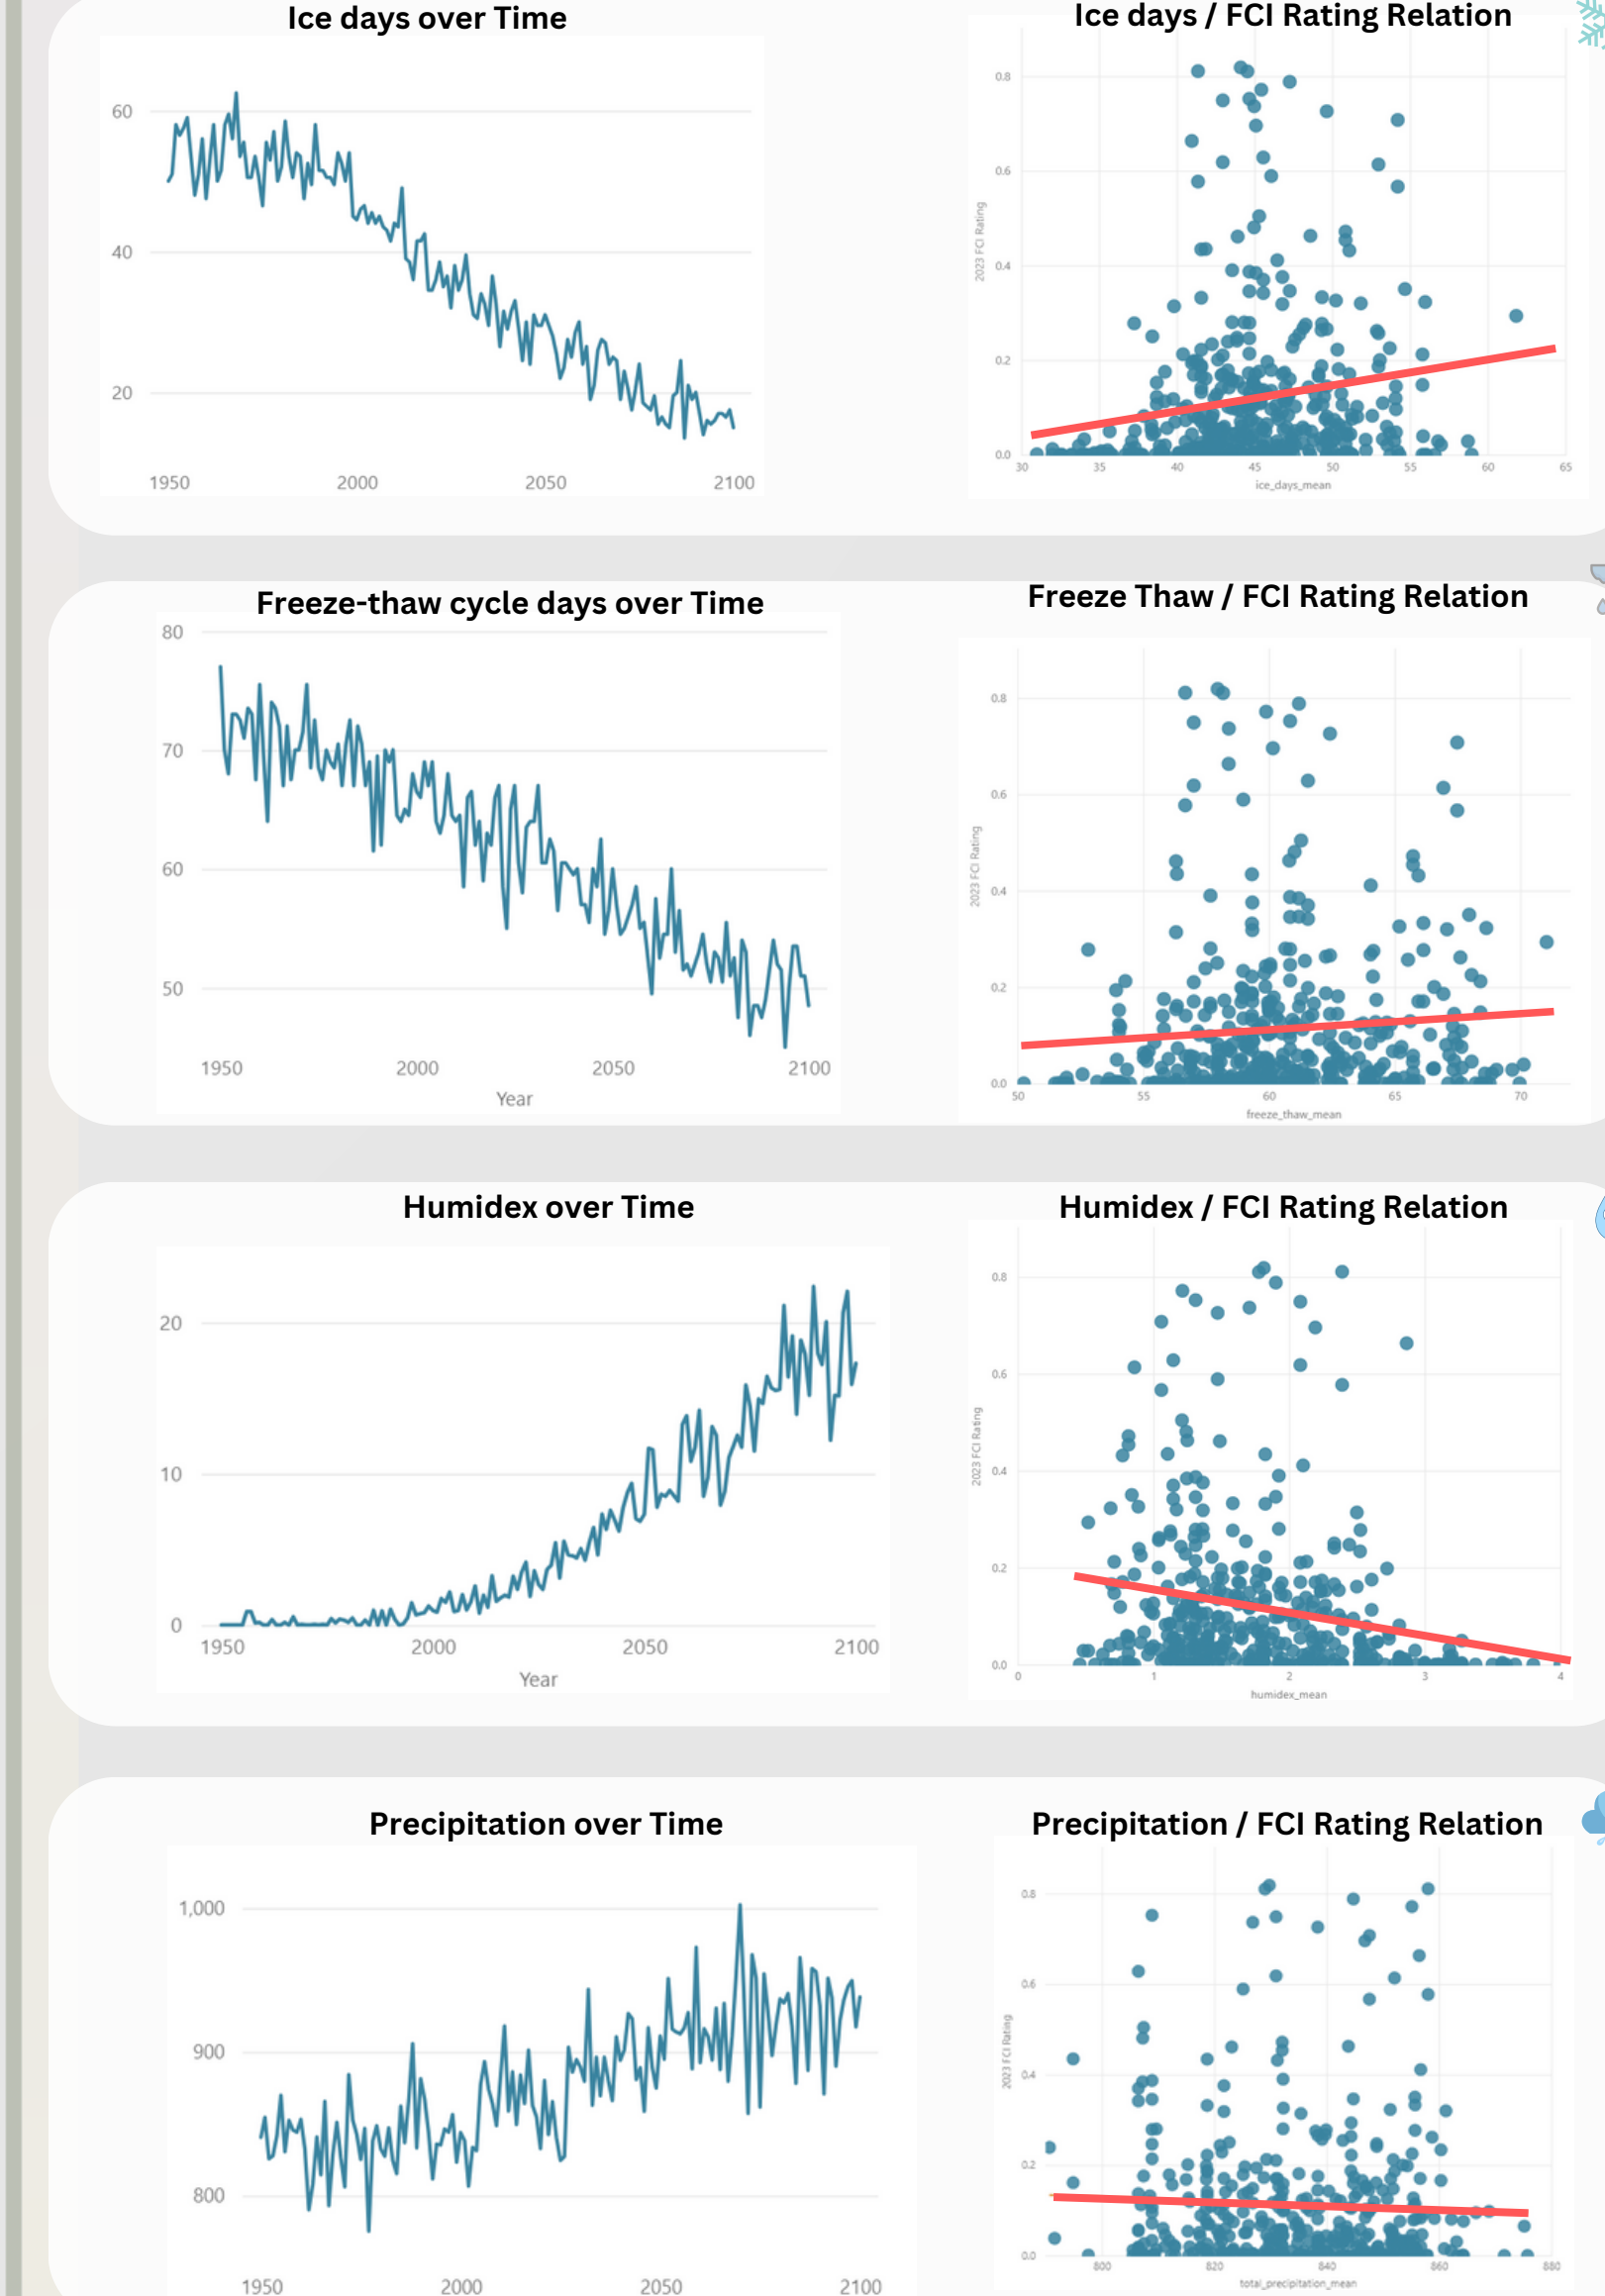 Ice days over Time
60
40
20
1950 2000 2050 2100
Ice days / FCI Rating Relation
2023 FCI Rating
0.8
0.6
0.4
0.2
0.0
30 35 40 45 50 55 60 65
ice_days_mean
Freeze-thaw cycle days over Time
80
70
60
50
1950 2000 2050 2100
Year
Freeze Thaw / FCI Rating Relation
2023 FCI Rating
0.8
0.6
0.4
0.2
0.0
50 55 60 65 70
freeze_thaw_mean
Humidex over Time
20
10
0
1950 2000 2050 2100
Year
Humidex / FCI Rating Relation
2023 FCI Rating
0.8
0.6
0.4
0.2
0.0
0 1 2 3 4
humidex_mean
Precipitation over Time
1,000
900
800
1950 2000 2050 2100
Precipitation / FCI Rating Relation
2023 FCI Rating
0.8
0.6
0.4
0.2
0.0
800 820 840 860 880
total_precipitation_mean